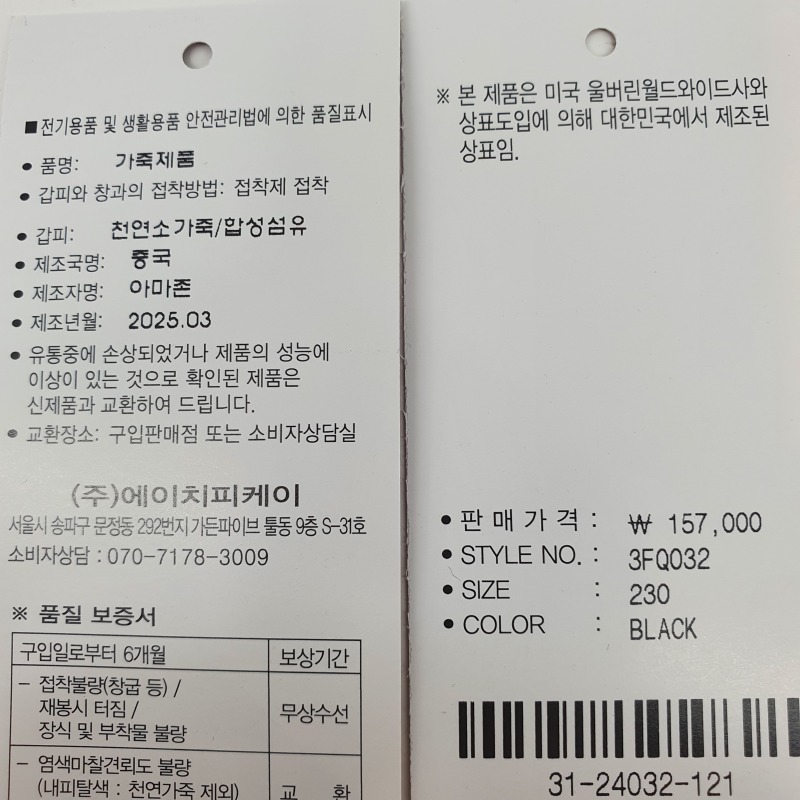 ■전기용품 및 생활용품 안전관리법에 의한 품질표시
● 품명: 가죽제품
● 갑피와 창과의 접착방법: 접착제 접착
● 갑피: 천연소가죽/합성섬유
● 제조국명: 중국
● 제조자명: 아마존
● 제조년월: 2025.03
● 유통중에 손상되었거나 제품의 성능에
이상이 있는 것으로 확인된 제품은
신제품과 교환하여 드립니다.
● 교환장소: 구입판매점 또는 소비자상담실
(주)에이치피케이
서울시 송파구 문정동 292번지 가든파이브 툴동 9층 S-31호
소비자상담 : 070-7178-3009
※ 품질 보증서
구입일로부터 6개월 보상기간
- 접착불량(창굽 등) /
재봉시 터짐 /
장식 및 부착물 불량
무상수선
- 염색마찰견뢰도 불량
(내피탈색 : 천연가죽 제외)
교 환
※ 본 제품은 미국 울버린월드와이드사와
상표도입에 의해 대한민국에서 제조된
상표임.
● 판매가격 : ₩ 157,000
● STYLE NO. : 3FQ032
● SIZE : 230
● COLOR : BLACK
31-24032-121